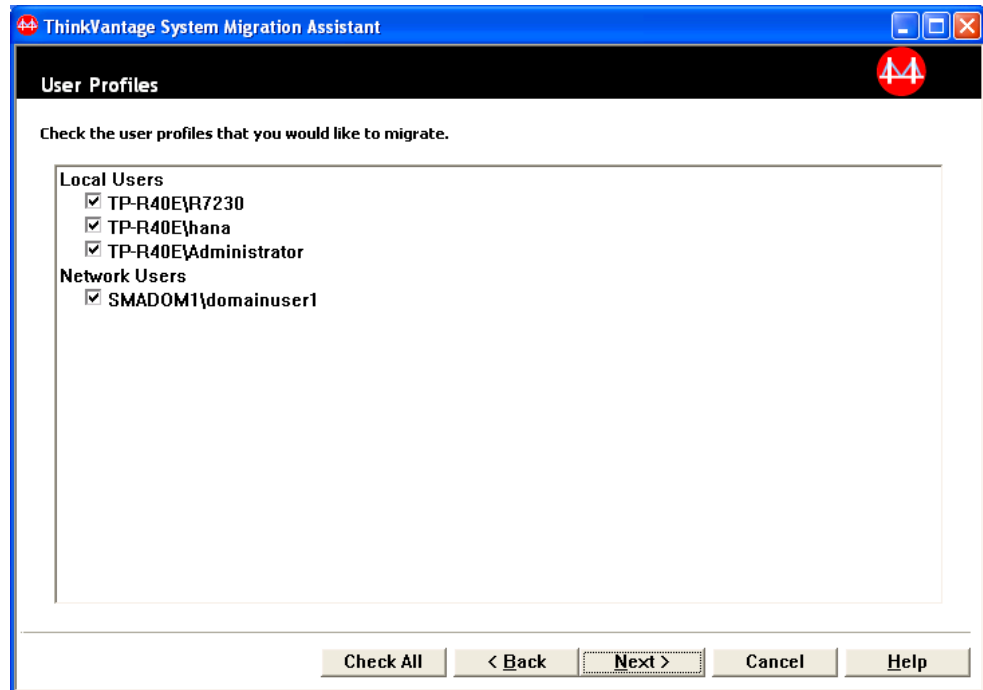 ThinkVantage System Migration Assistant
User Profiles
Check the user profiles that you would like to migrate.
Local Users
TP-R40E\R7230
TP-R40E\hana
TP-R40E\Administrator
Network Users
SMADOM1\domainuser1
Check All
< Back
Next >
Cancel
Help